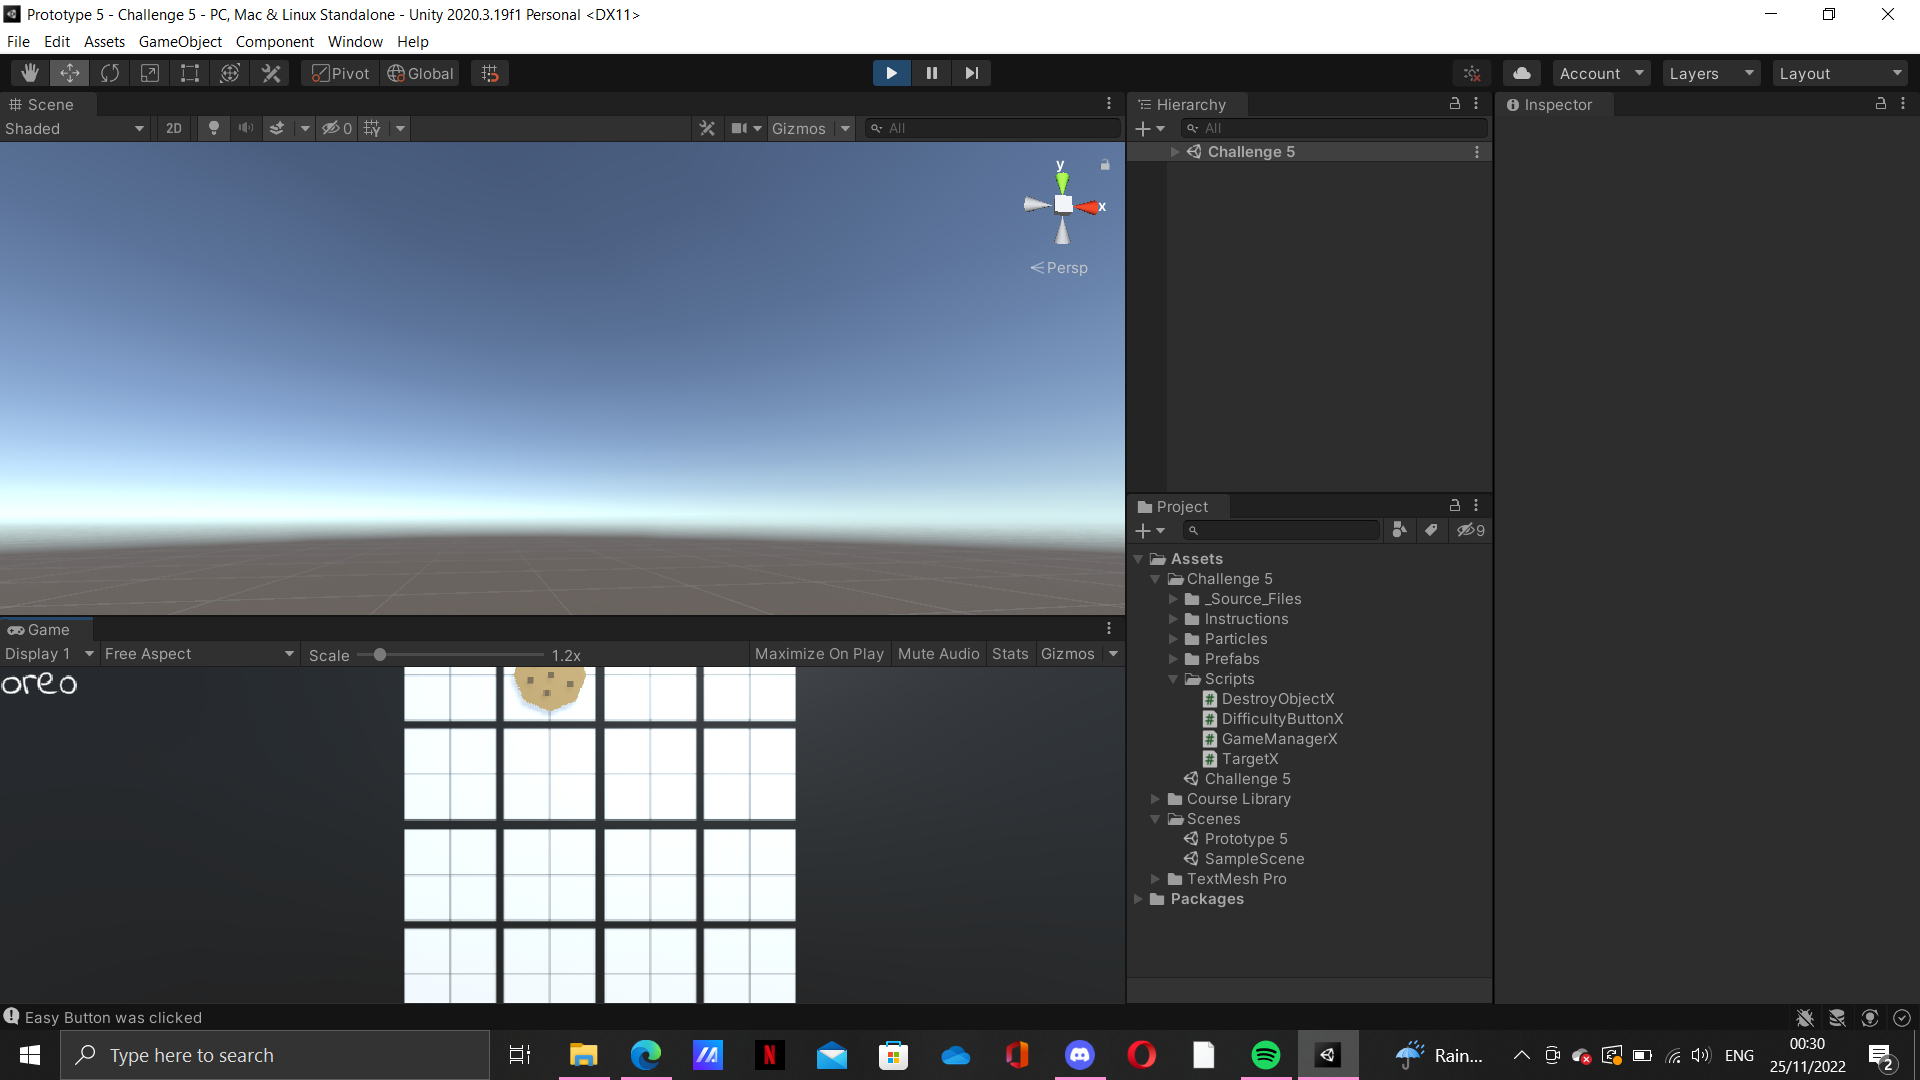 Prototype 5 - Challenge 5 - PC, Mac & Linux Standalone - Unity 2020.3.19f1 Personal <DX11>
File Edit Assets GameObject Component Window Help
Pivot Global Account Layers Layout
Scene
Shaded 2D 0 Gizmos All
y
x
Persp
Hierarchy
All
Challenge 5
Inspector
Project
9
Assets
Challenge 5
_Source_Files
Instructions
Particles
Prefabs
Scripts
DestroyObjectX
DifficultyButtonX
GameManagerX
TargetX
Challenge 5
Course Library
Scenes
Prototype 5
SampleScene
TextMesh Pro
Packages
Game
Display 1 Free Aspect Scale 1.2x Maximize On Play Mute Audio Stats Gizmos
oreo
Easy Button was clicked
Type here to search
Rain...
ENG
00:30
25/11/2022
2